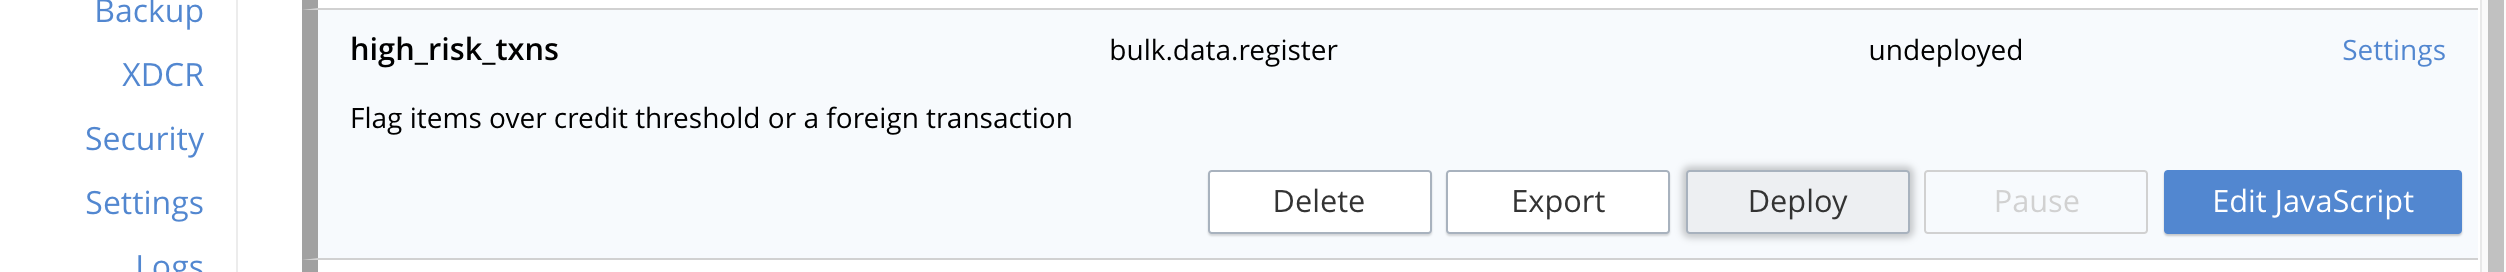 Backup
XDCR
Security
Settings
Logs
high_risk_txns bulk.data.register undeployed Settings
Flag items over credit threshold or a foreign transaction
Delete Export Deploy Pause Edit JavaScript